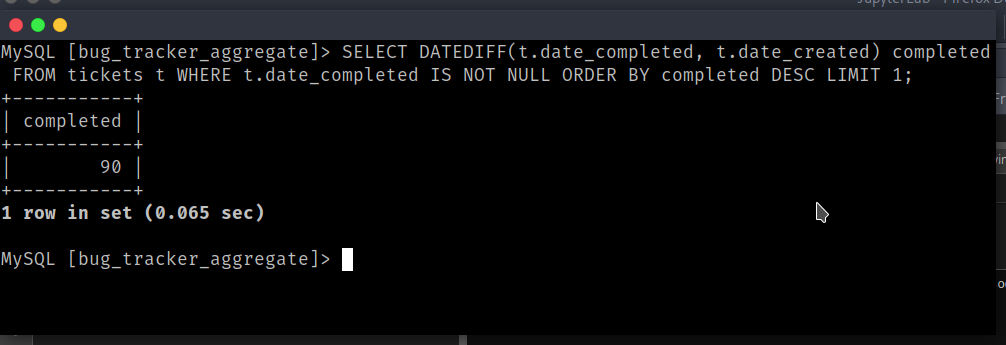 MySQL [bug_tracker_aggregate]> SELECT DATEDIFF(t.date_completed, t.date_created) completed
 FROM tickets t WHERE t.date_completed IS NOT NULL ORDER BY completed DESC LIMIT 1;
+-----------+
| completed |
+-----------+
|        90 |
+-----------+
1 row in set (0.065 sec)
MySQL [bug_tracker_aggregate]>